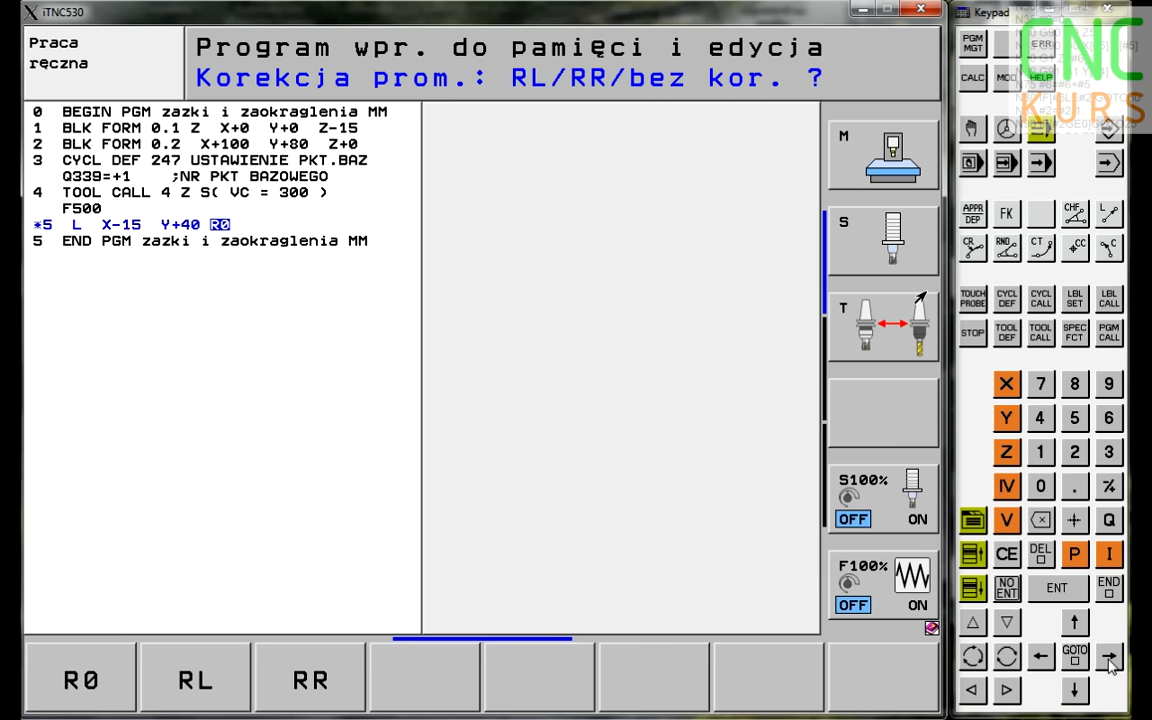 iTNC530
Praca
ręczna
Program wpr. do pamięci i edycja
Korekcja prom.: RL/RR/bez kor. ?
0 BEGIN PGM zazki i zaokraglenia MM
1 BLK FORM 0.1 Z X+0 Y+0 Z-15
2 BLK FORM 0.2 X+100 Y+80 Z+0
3 CYCL DEF 247 USTAWIENIE PKT.BAZ
Q339=+1 ;NR PKT BAZOWEGO
4 TOOL CALL 4 Z S( VC = 300 )
F500
*5 L X-15 Y+40 R0
5 END PGM zazki i zaokraglenia MM
M
S
T
S100%
OFF ON
F100%
OFF ON
R0 RL RR
Keypad
CNC
KURS
PGM MGT ERR
CALC MOD HELP
APPR DEP FK CHF L
CR RND CT CC C
TOUCH PROBE CYCL DEF CYCL CALL LBL SET LBL CALL
STOP TOOL DEF TOOL CALL SPEC FCT PGM CALL
X 7 8 9
Y 4 5 6
Z 1 2 3
IV 0 .
V Q
CE DEL P I
NO ENT ENT END
GOTO